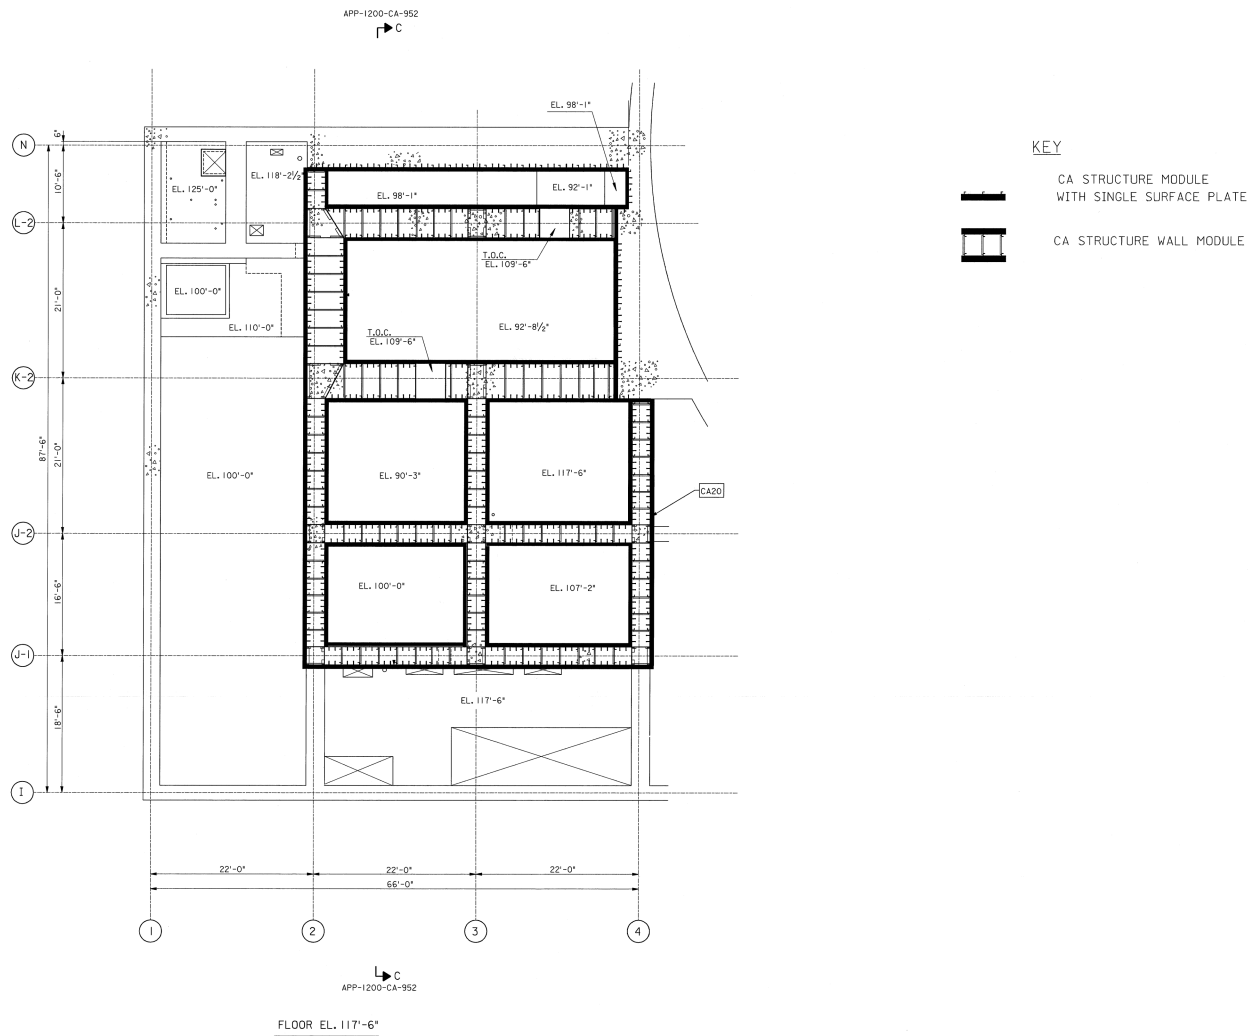 APP-1200-CA-952
C
EL. 98'-1"
N
6"
KEY
CA STRUCTURE MODULE
WITH SINGLE SURFACE PLATE
10'-6"
EL. 125'-0"
EL. 118'-2½"
EL. 98'-1"
EL. 92'-1"
L-2
CA STRUCTURE WALL MODULE
T.O.C.
EL. 109'-6"
21'-0"
EL. 100'-0"
EL. 110'-0"
EL. 92'-8½"
T.O.C.
EL. 109'-6"
K-2
87'-6"
21'-0"
EL. 100'-0"
EL. 90'-3"
EL. 117'-6"
CA20
J-2
16'-6"
EL. 100'-0"
EL. 107'-2"
J-1
18'-6"
EL. 117'-6"
I
22'-0"
22'-0"
22'-0"
66'-0"
1
2
3
4
C
APP-1200-CA-952
FLOOR EL. 117'-6"